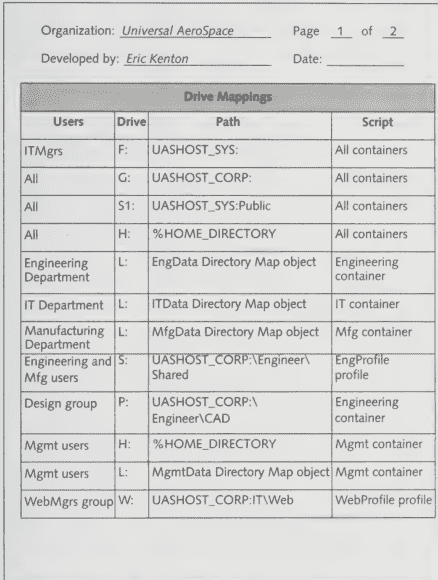 Organization: Universal AeroSpace Page 1 of 2
Developed by: Eric Kenton Date:
Drive Mappings
Users Drive Path Script
ITMgrs F: UASHOST_SYS: All containers
All G: UASHOST_CORP: All containers
All S1: UASHOST_SYS:Public All containers
All H: %HOME_DIRECTORY All containers
Engineering L: EngData Directory Map object Engineering
Department container
IT Department L: ITData Directory Map object IT container
Manufacturing L: MfgData Directory Map object Mfg container
Department
Engineering and S: UASHOST_CORP:\Engineer\ EngProfile
Mfg users Shared profile
Design group P: UASHOST_CORP:\ Engineering
Engineer\CAD container
Mgmt users H: %HOME_DIRECTORY Mgmt container
Mgmt users L: MgmtData Directory Map object Mgmt container
WebMgrs group W: UASHOST_CORP:IT\Web WebProfile profile